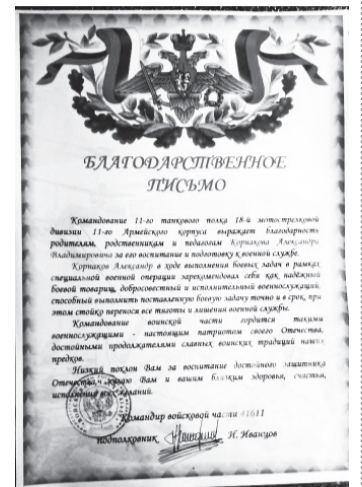 БЛАГОДАРСТВЕННОЕ
ПИСЬМО
Командование 11-го танкового полка 18-й мотострелковой
дивизии 11-го Армейского корпуса выражает благодарность
родителям, родственникам и педагогам Корнакова Александра
Владимировича за его воспитание и подготовку к военной службе.
Корнаков Александр в ходе выполнения боевых задач в рамках
специальной военной операции зарекомендовал себя как надёжный
боевой товарищ, добросовестный и исполнительный военнослужащий,
способный выполнить поставленную боевую задачу точно и в срок, при
этом стойко перенося все тяготы и лишения военной службы.
Командование воинской части гордится такими
военнослужащими - настоящим патриотом своего Отечества,
достойными продолжателями славных воинских традиций наших
предков.
Низкий поклон Вам за воспитание достойного защитника
Отечества, желаю Вам и вашим близким здоровья, счастья,
исполнения всех желаний.
Командир войсковой части 41611
подполковник И. Иванцов